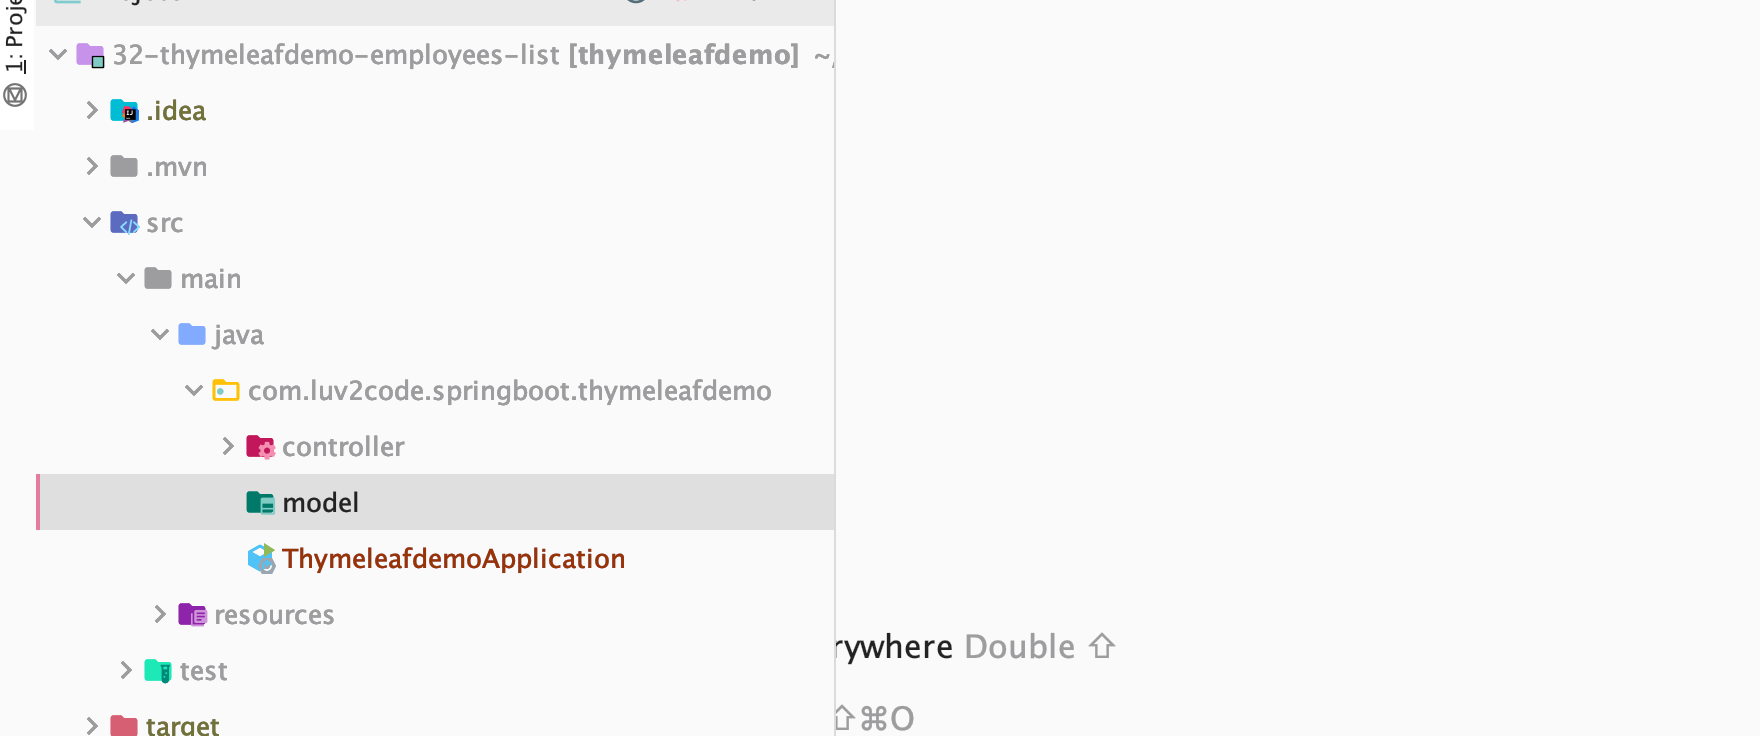 1: Proje
32-thymeleafdemo-employees-list [thymeleafdemo] ~/
.idea
.mvn
src
main
java
com.luv2code.springboot.thymeleafdemo
controller
model
ThymeleafdemoApplication
resources
test
target
rywhere Double ⇧
⇧⌘O